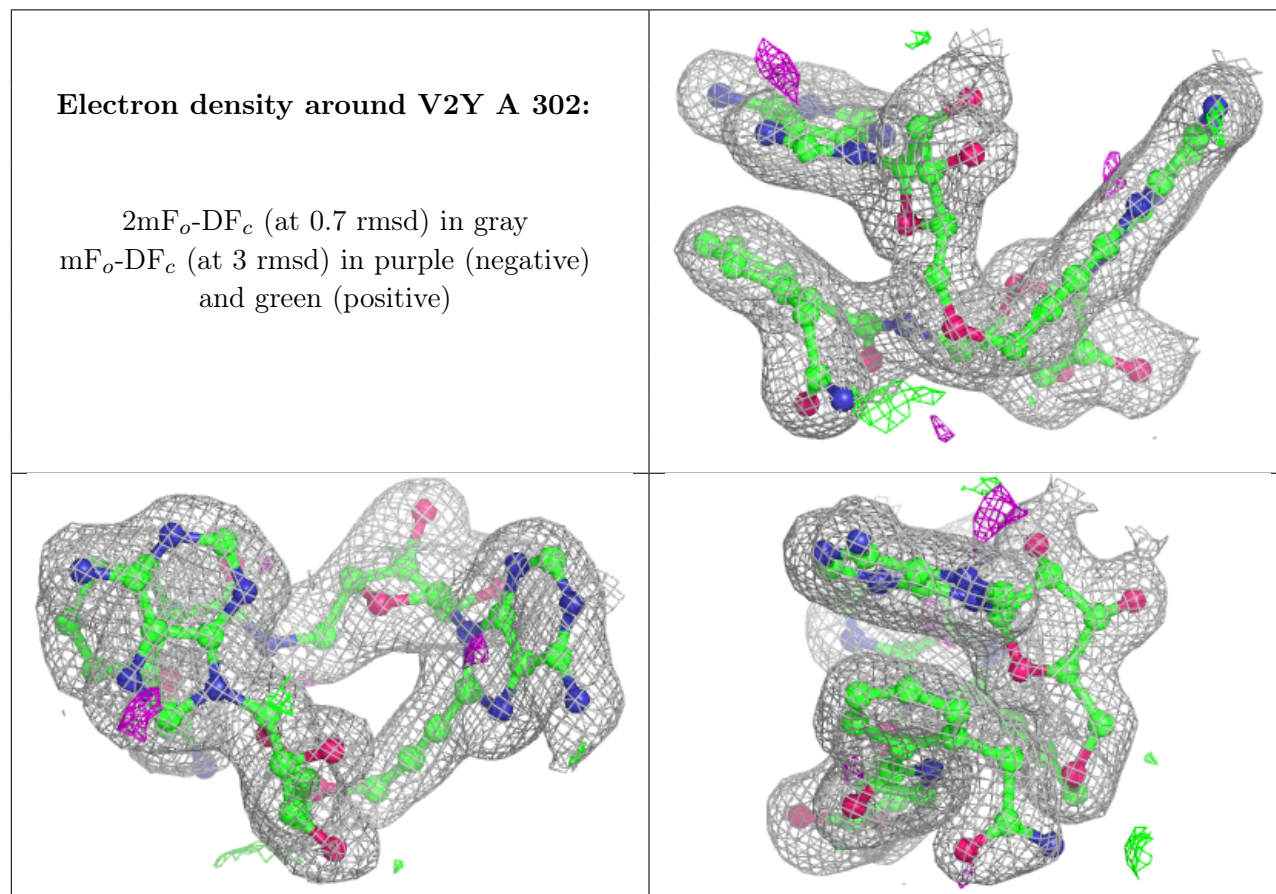 Electron density around V2Y A 302:
2mFo-DFc (at 0.7 rmsd) in gray
mFo-DFc (at 3 rmsd) in purple (negative)
and green (positive)